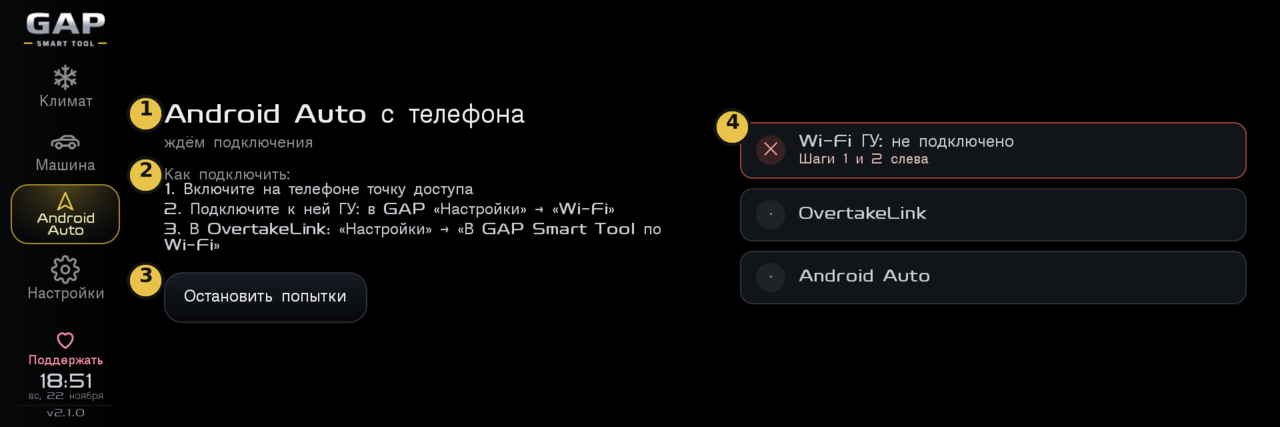 GAP
SMART TOOL
Климат
Машина
Android
Auto
Настройки
Поддержать
18:51
вс, 22 ноября
v2.1.0
1
Android Auto с телефона
ждём подключения
2
Как подключить:
1. Включите на телефоне точку доступа
2. Подключите к ней ГУ: в GAP «Настройки» → «Wi-Fi»
3. В OvertakeLink: «Настройки» → «В GAP Smart Tool по
Wi-Fi»
3
Остановить попытки
4
Wi-Fi ГУ: не подключено
Шаги 1 и 2 слева
OvertakeLink
Android Auto